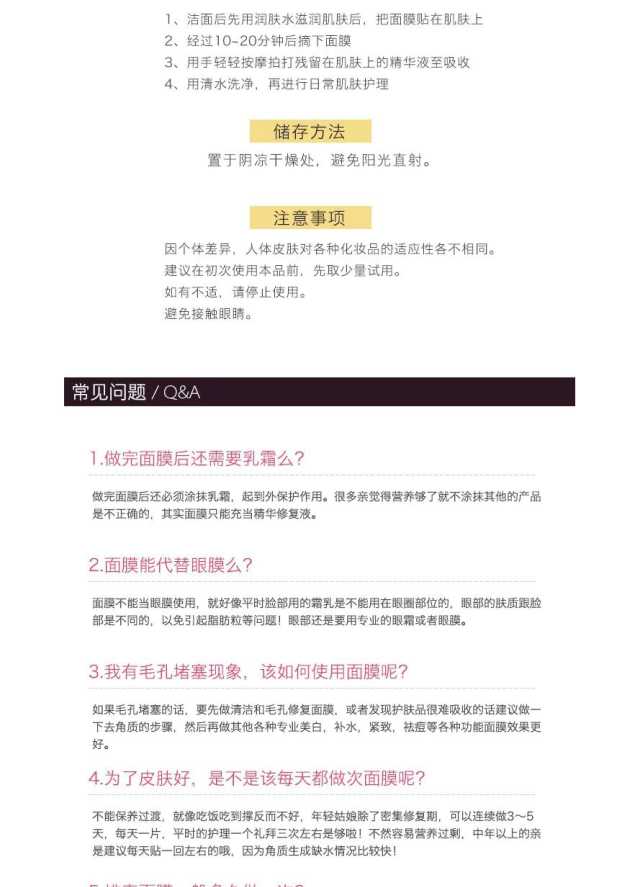 1、洁面后先用润肤水滋润肌肤后，把面膜贴在肌肤上
2、经过10~20分钟后摘下面膜
3、用手轻轻按摩拍打残留在肌肤上的精华液至吸收
4、用清水洗净，再进行日常肌肤护理
储存方法
置于阴凉干燥处，避免阳光直射。
注意事项
因个体差异，人体皮肤对各种化妆品的适应性各不相同。
建议在初次使用本品前，先取少量试用。
如有不适，请停止使用。
避免接触眼睛。
常见问题 / Q&A
1.做完面膜后还需要乳霜么？
做完面膜后还必须涂抹乳霜，起到外保护作用。很多亲觉得营养够了就不涂抹其他的产品
是不正确的，其实面膜只能充当精华修复液。
2.面膜能代替眼膜么？
面膜不能当眼膜使用，就好像平时脸部用的霜乳是不能用在眼圈部位的，眼部的肤质跟脸
部是不同的，以免引起脂肪粒等问题！眼部还是要用专业的眼霜或者眼膜。
3.我有毛孔堵塞现象，该如何使用面膜呢？
如果毛孔堵塞的话，要先做清洁和毛孔修复面膜，或者发现护肤品很难吸收的话建议做一
下去角质的步骤，然后再做其他各种专业美白，补水，紧致，祛痘等各种功能面膜效果更
好。
4.为了皮肤好，是不是该每天都做次面膜呢？
不能保养过渡，就像吃饭吃到撑反而不好，年轻姑娘除了密集修复期，可以连续做3～5
天，每天一片，平时的护理一个礼拜三次左右是够啦！不然容易营养过剩，中年以上的亲
是建议每天贴一回左右的哦，因为角质生成缺水情况比较快！